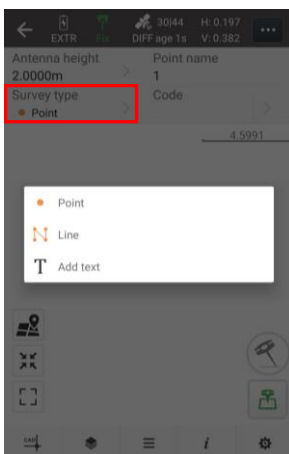 30|44 H: 0.197
EXTR Fix DIFF age 1s V: 0.382
Antenna height Point name
2.0000m 1
Survey type Code
Point
4.5991
Point
Line
T Add text
CAD